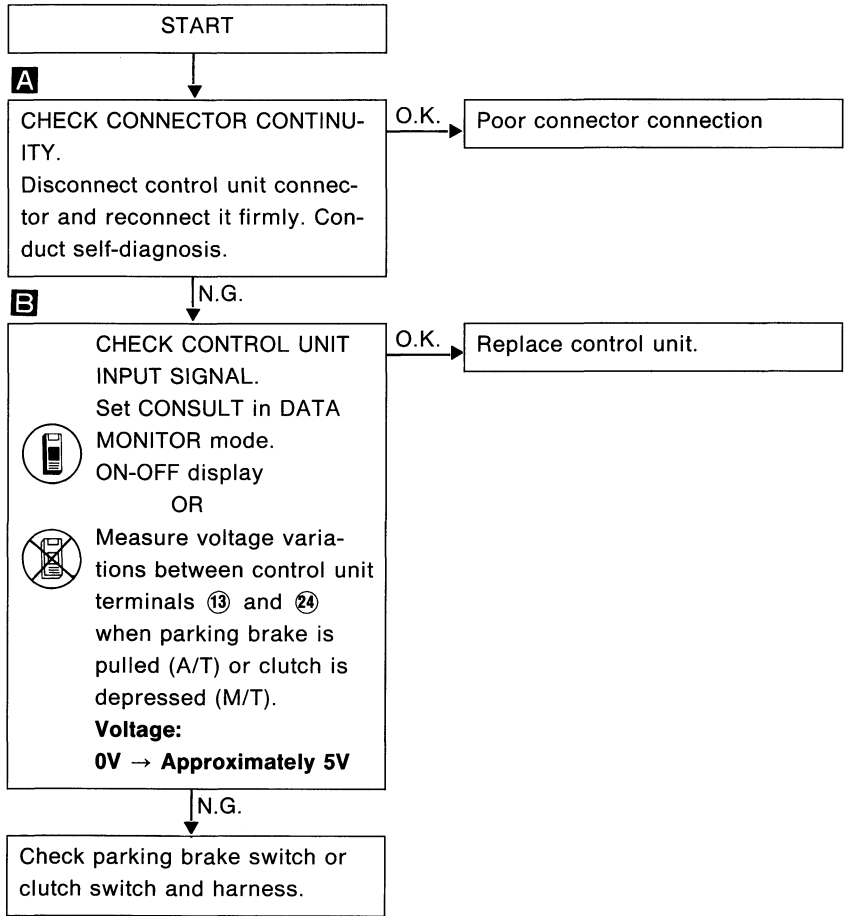 START
A
CHECK CONNECTOR CONTINU-
ITY.
Disconnect control unit connec-
tor and reconnect it firmly. Con-
duct self-diagnosis.
O.K.
Poor connector connection
N.G.
B
CHECK CONTROL UNIT
INPUT SIGNAL.
Set CONSULT in DATA
MONITOR mode.
ON-OFF display
OR
Measure voltage varia-
tions between control unit
terminals ⑬ and ㉔
when parking brake is
pulled (A/T) or clutch is
depressed (M/T).
Voltage:
0V → Approximately 5V
O.K.
Replace control unit.
N.G.
Check parking brake switch or
clutch switch and harness.